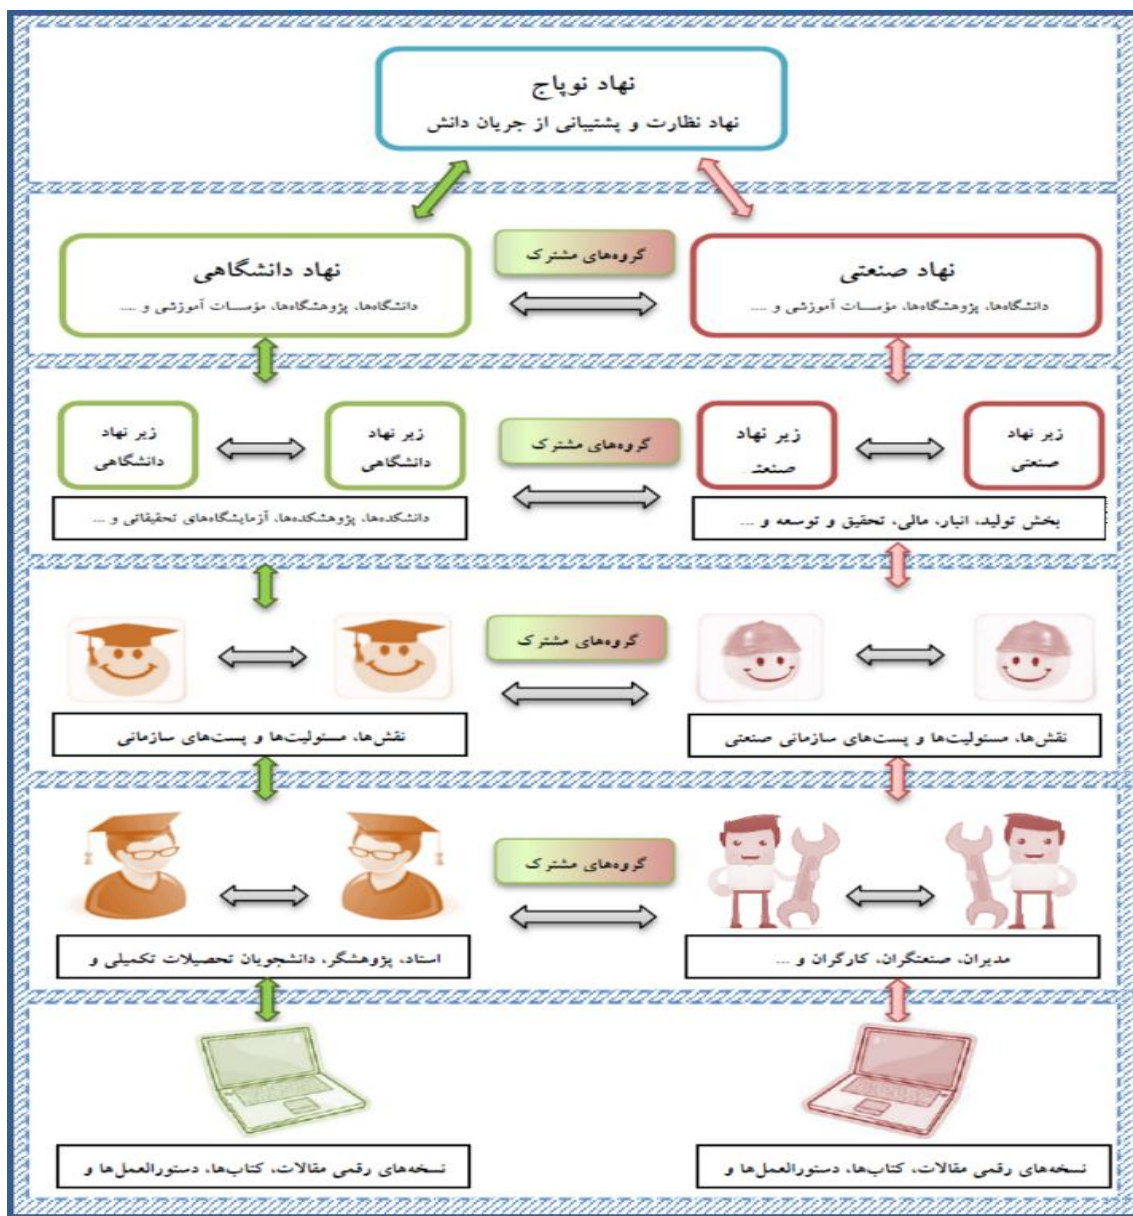 نهاد نوپاج
نهاد نظارت و پشتیبانی از جریان دانش
گروه‌های مشترک
نهاد صنعتی
دانشگاه‌ها، پژوهشگاه‌ها، مؤسسات آموزشی و ....
نهاد دانشگاهی
دانشگاه‌ها، پژوهشگاه‌ها، مؤسسات آموزشی و ....
زیر نهاد
صنعتی
زیر نهاد
صنعتـ
گروه‌های مشترک
زیر نهاد
دانشگاهی
زیر نهاد
دانشگاهی
بخش تولید، انبار، مالی، تحقیق و توسعه و ...
دانشکده‌ها، پژوهشکده‌ها، آزمایشگاه‌های تحقیقاتی و ...
گروه‌های مشترک
نقش‌ها، مسئولیت‌ها و پست‌های سازمانی صنعتی
نقش‌ها، مسئولیت‌ها و پست‌های سازمانی
گروه‌های مشترک
مدیران، صنعتگران، کارگران و ...
استاد، پژوهشگر، دانشجویان تحصیلات تکمیلی و
نسخه‌های رقمی مقالات، کتاب‌ها، دستورالعمل‌ها و
نسخه‌های رقمی مقالات، کتاب‌ها، دستورالعمل‌ها و